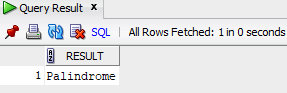 Query Result x
SQL | All Rows Fetched: 1 in 0 seconds
A Z RESULT
1 Palindrome